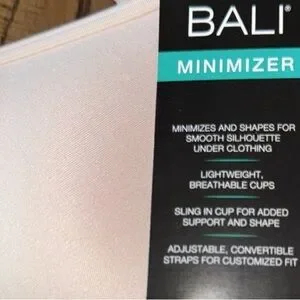 BALI®
MINIMIZER
MINIMIZES AND SHAPES FOR
SMOOTH SILHOUETTE
UNDER CLOTHING
LIGHTWEIGHT,
BREATHABLE CUPS
SLING IN CUP FOR ADDED
SUPPORT AND SHAPE
ADJUSTABLE, CONVERTIBLE
STRAPS FOR CUSTOMIZED FIT